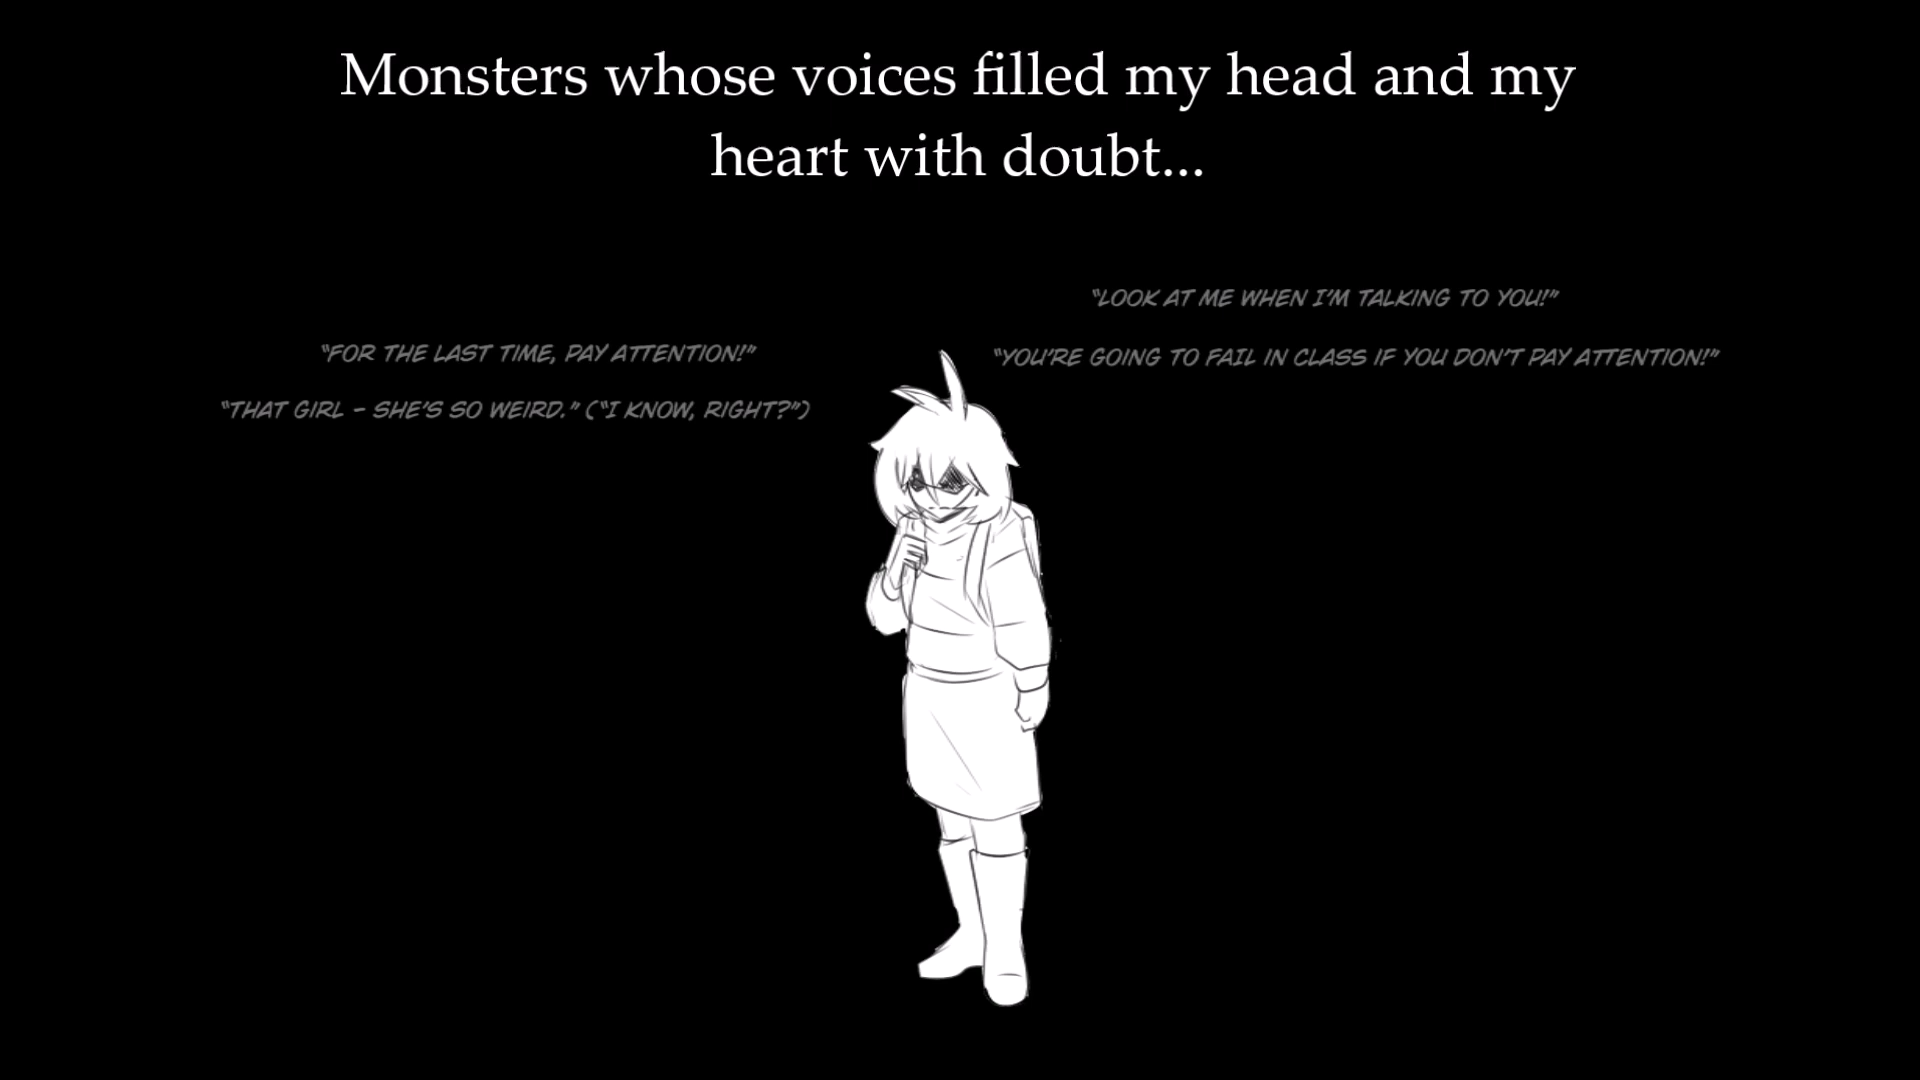 Monsters whose voices filled my head and my
heart with doubt...
“LOOK AT ME WHEN I’M TALKING TO YOU!”
“FOR THE LAST TIME, PAY ATTENTION!”
“YOU’RE GOING TO FAIL IN CLASS IF YOU DON’T PAY ATTENTION!”
“THAT GIRL – SHE’S SO WEIRD.” (“I KNOW, RIGHT?”)